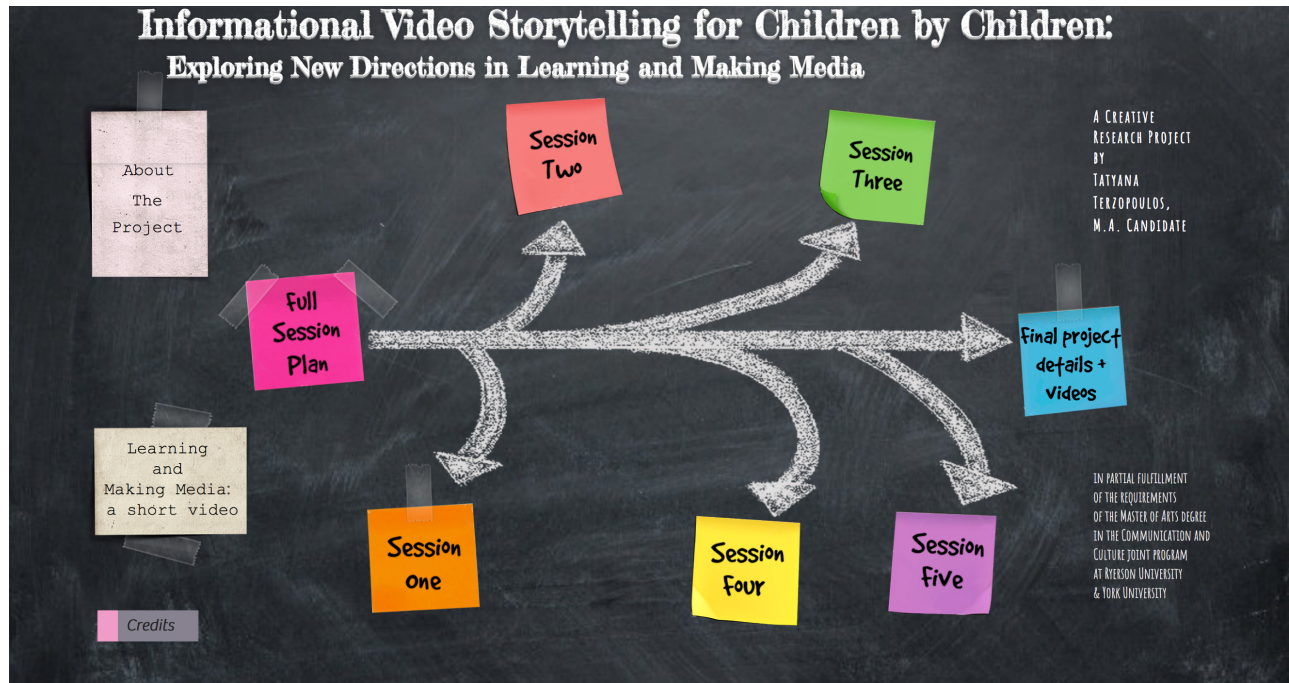 Informational Video Storytelling for Children by Children:
Exploring New Directions in Learning and Making Media
About
The
Project
Session
Two
Session
Three
A Creative
Research Project
by
Tatyana
Terzopoulos,
M.A. Candidate
Full
Session
Plan
Final project
details +
videos
Learning
and
Making Media:
a short video
Session
one
Session
four
Session
five
in partial fulfillment
of the requirements
of the Master of Arts degree
in the Communication and
Culture joint program
at Ryerson University
& York University
Credits